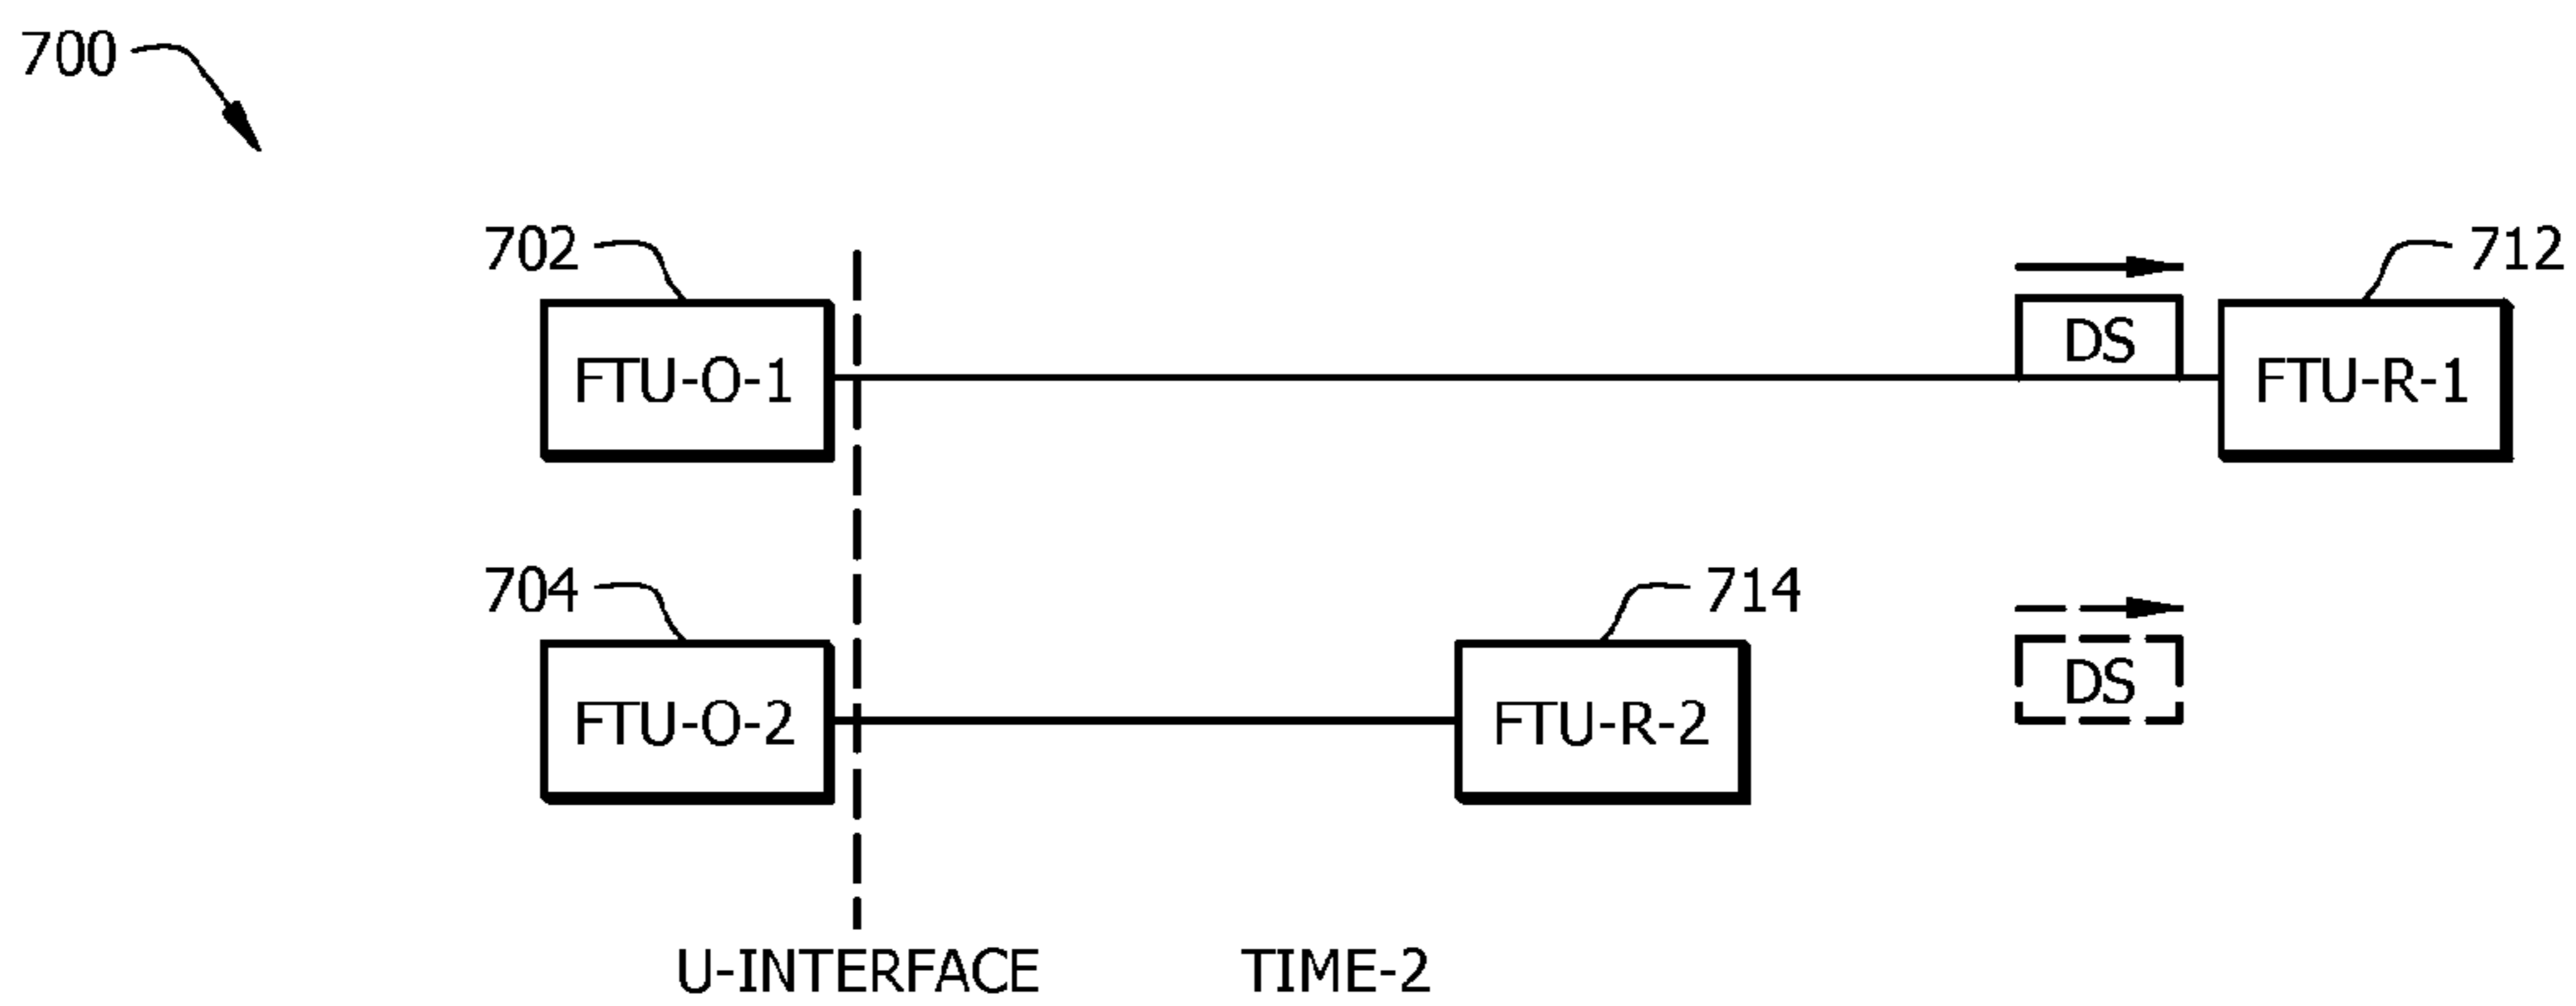 700
702
712
DS
FTU-O-1
FTU-R-1
704
714
DS
FTU-O-2
FTU-R-2
U-INTERFACE
TIME-2